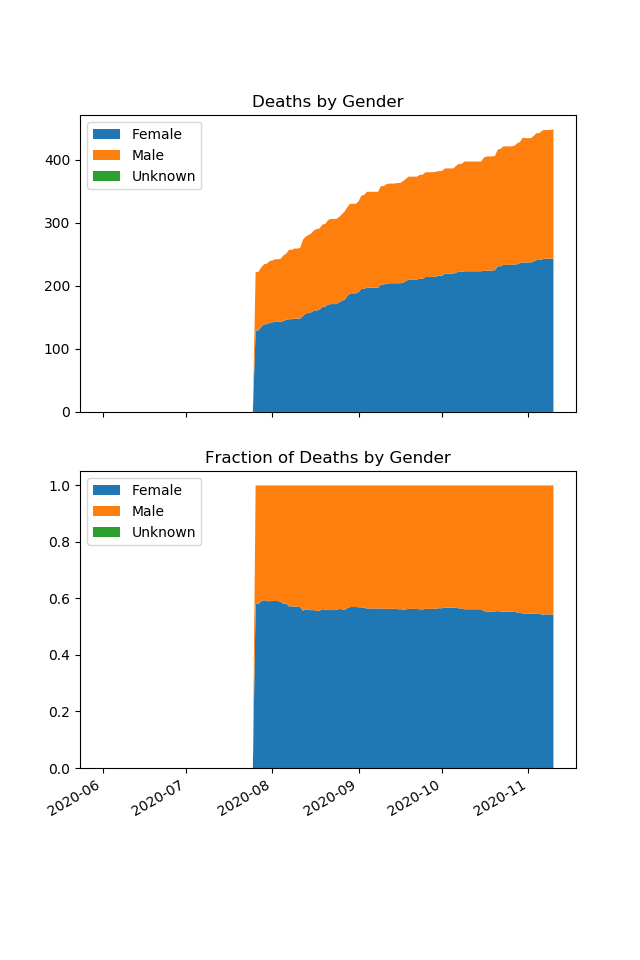 Deaths by Gender
Female
Male
Unknown
400
300
200
100
0
Fraction of Deaths by Gender
Female
Male
Unknown
1.0
0.8
0.6
0.4
0.2
0.0
2020-06
2020-07
2020-08
2020-09
2020-10
2020-11